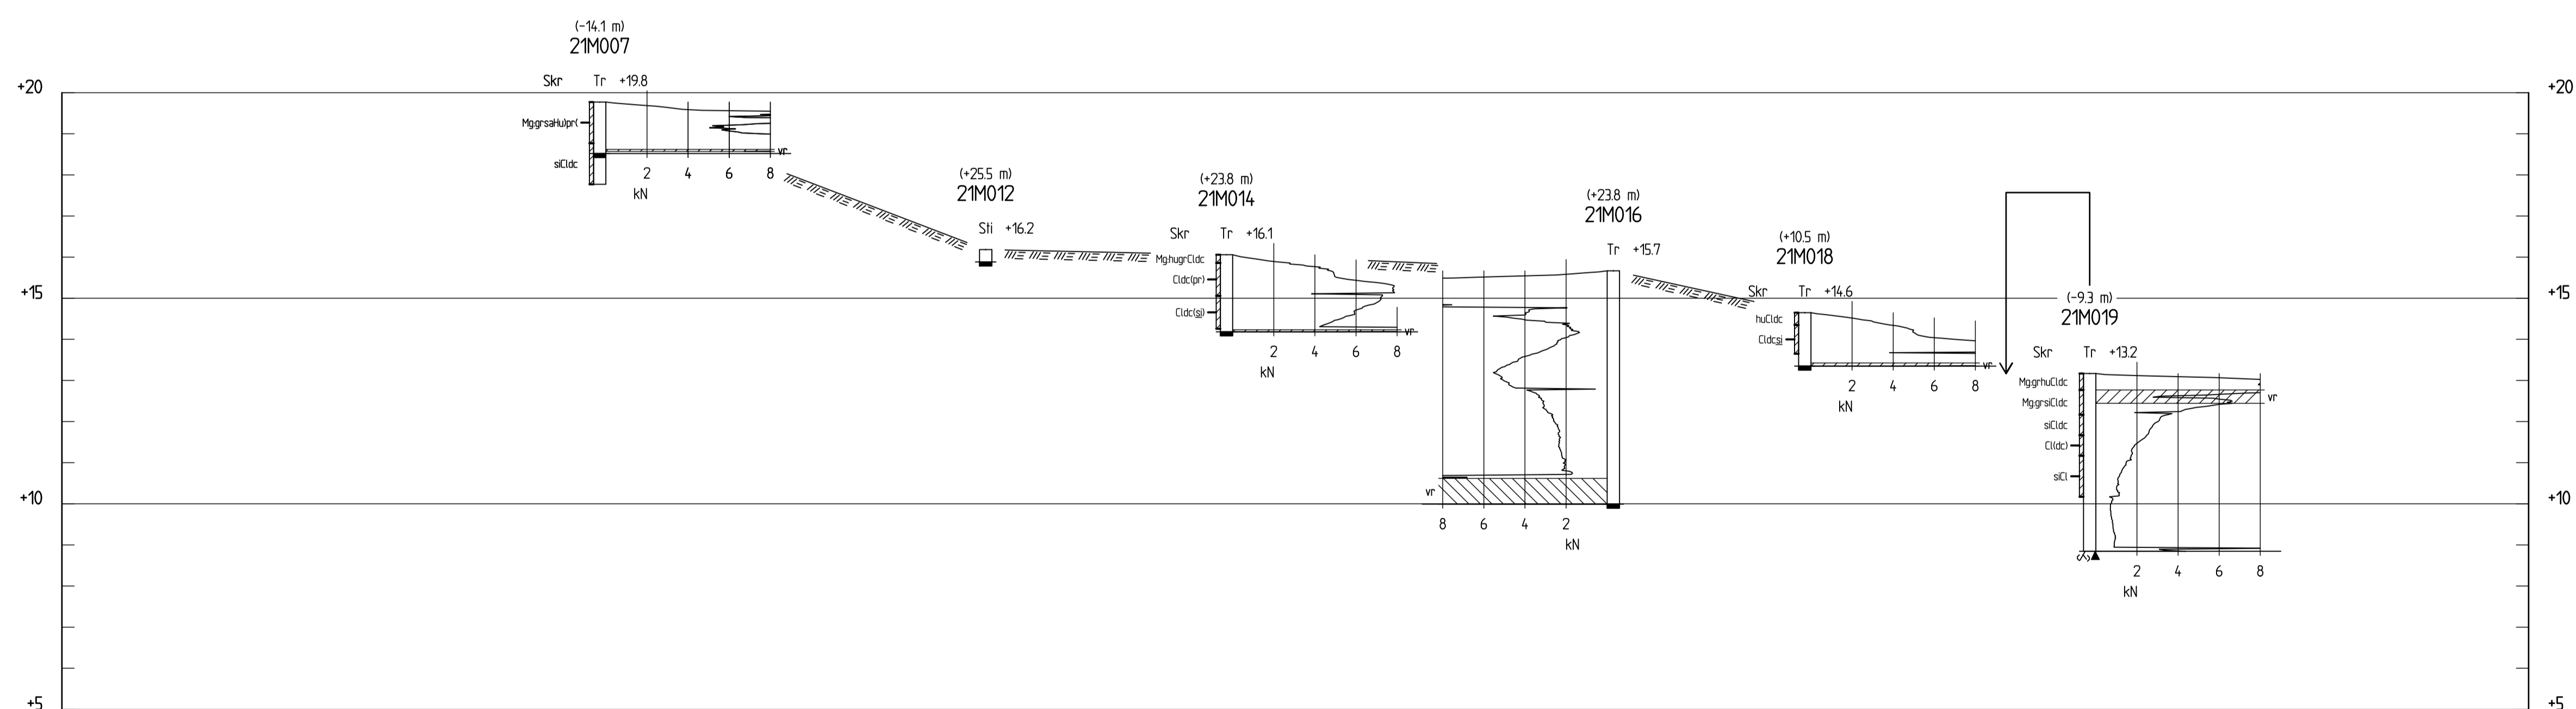 (-14.1 m)
21M007
Skr Tr +19.8
+20 +20
Mg:grsaHu)pr(
vr
siCldc
2 4 6 8
kN
(+25.5 m)
21M012
Sti +16.2
(+23.8 m)
21M014
Skr Tr +16.1
Mg:hugrCldc
Cldc(pr)
Cldc(si)
vr
2 4 6 8
kN
(+23.8 m)
21M016
Tr +15.7
vr
8 6 4 2
kN
(+10.5 m)
21M018
Skr Tr +14.6
huCldc
Cldcsi
vr
2 4 6 8
kN
+15 +15
(-9.3 m)
21M019
Skr Tr +13.2
Mg:grhuCldc
vr
Mg:grsiCldc
siCldc
Cl(dc)
siCl
2 4 6 8
kN
+10 +10
+5 +5